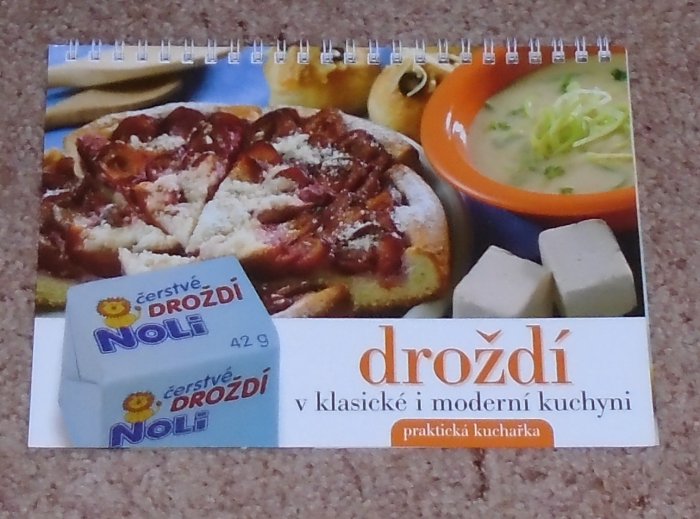 čerstvé
DROŽDÍ
NOLi
42 g
čerstvé
DROŽDÍ
NOLi
droždí
v klasické i moderní kuchyni
praktická kuchařka